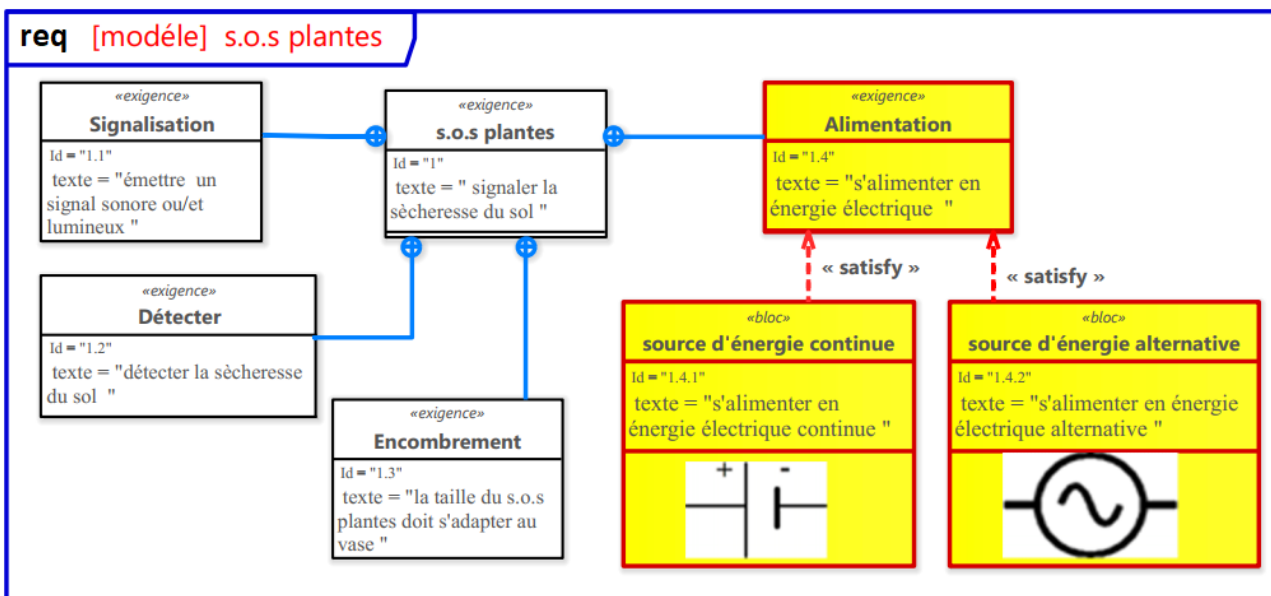 req [modéle] s.o.s plantes
«exigence»
Signalisation
Id = "1.1"
texte = "émettre un
signal sonore ou/et
lumineux "
«exigence»
s.o.s plantes
Id = "1"
texte = " signaler la
sècheresse du sol "
«exigence»
Alimentation
Id = "1.4"
texte = "s'alimenter en
énergie électrique "
« satisfy »
« satisfy »
«exigence»
Détecter
Id = "1.2"
texte = "détecter la sècheresse
du sol "
«exigence»
Encombrement
Id = "1.3"
texte = "la taille du s.o.s
plantes doit s'adapter au
vase "
«bloc»
source d'énergie continue
Id = "1.4.1"
texte = "s'alimenter en
énergie électrique continue "
+ -
«bloc»
source d'énergie alternative
Id = "1.4.2"
texte = "s'alimenter en énergie
électrique alternative "